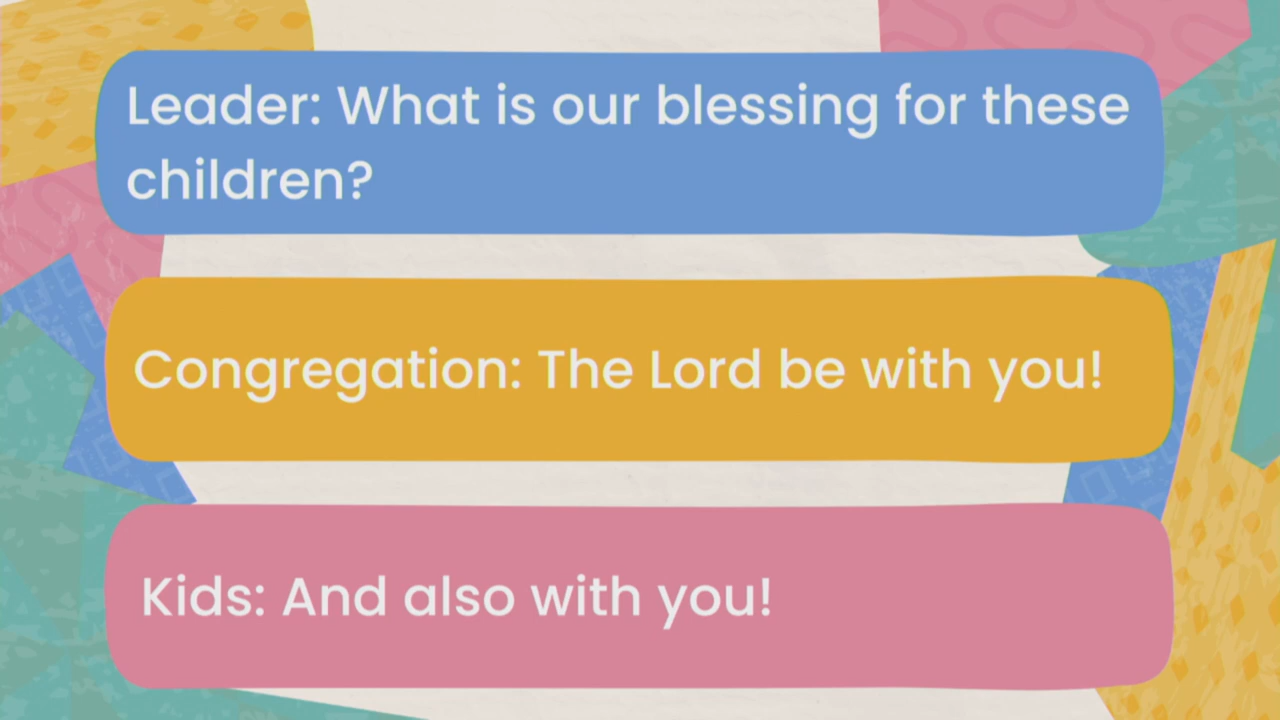 Leader: What is our blessing for these
children?
Congregation: The Lord be with you!
Kids: And also with you!